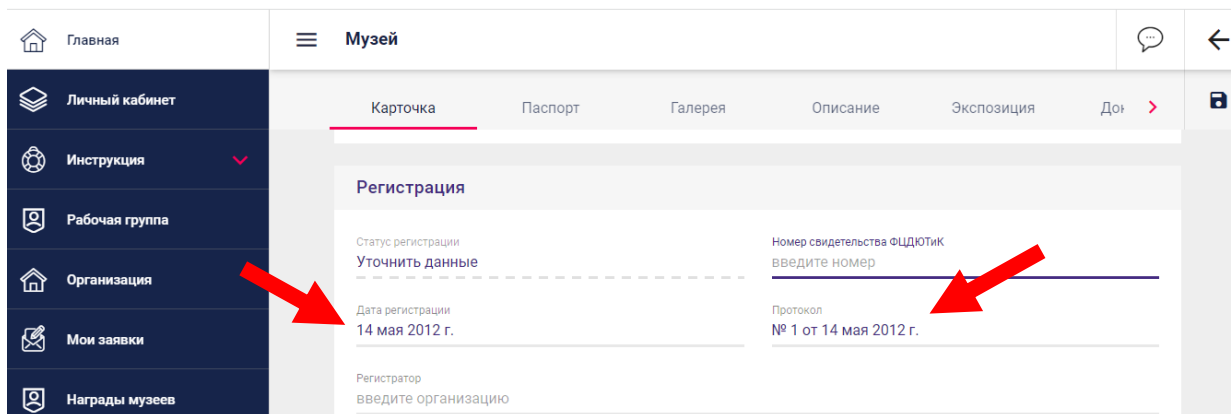 Главная
Музей
Личный кабинет
Карточка
Паспорт
Галерея
Описание
Экспозиция
Инструкция
Регистрация
Рабочая группа
Статус регистрации
Номер свидетельства ФЦДЮТиК
Уточнить данные
введите номер
Организация
Дата регистрации
Протокол
14 мая 2012 г.
№ 1 от 14 мая 2012 г.
Мои заявки
Регистратор
введите организацию
Награды музеев